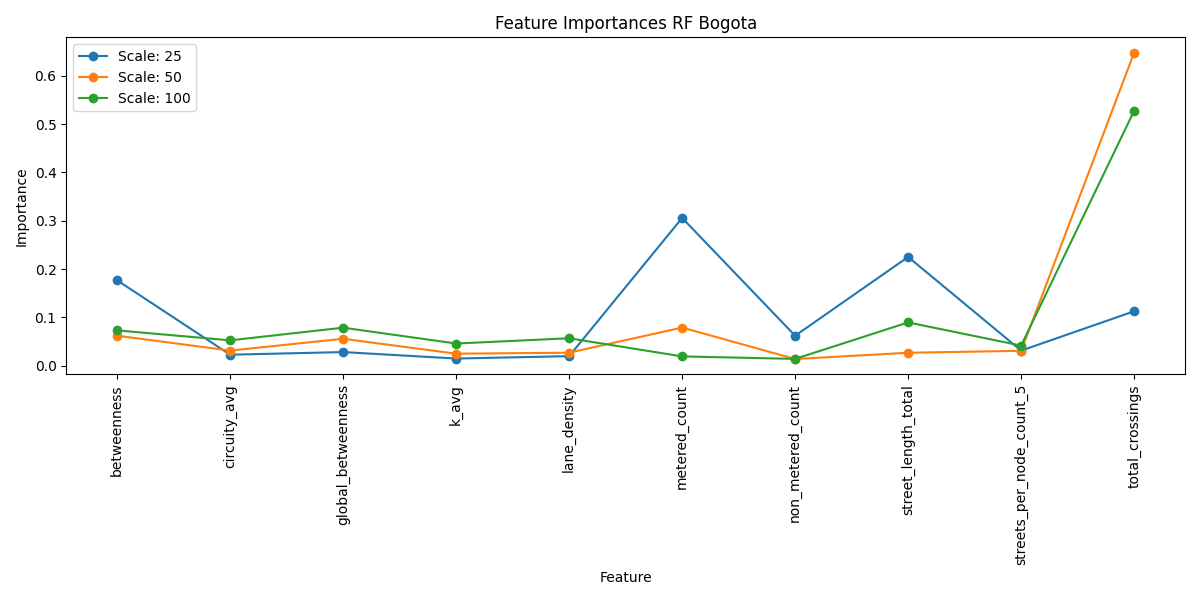 Feature Importances RF Bogota
Scale: 25
Scale: 50
Scale: 100
Importance
0.6
0.5
0.4
0.3
0.2
0.1
0.0
betweenness
circuity_avg
global_betweenness
k_avg
lane_density
metered_count
non_metered_count
street_length_total
streets_per_node_count_5
total_crossings
Feature